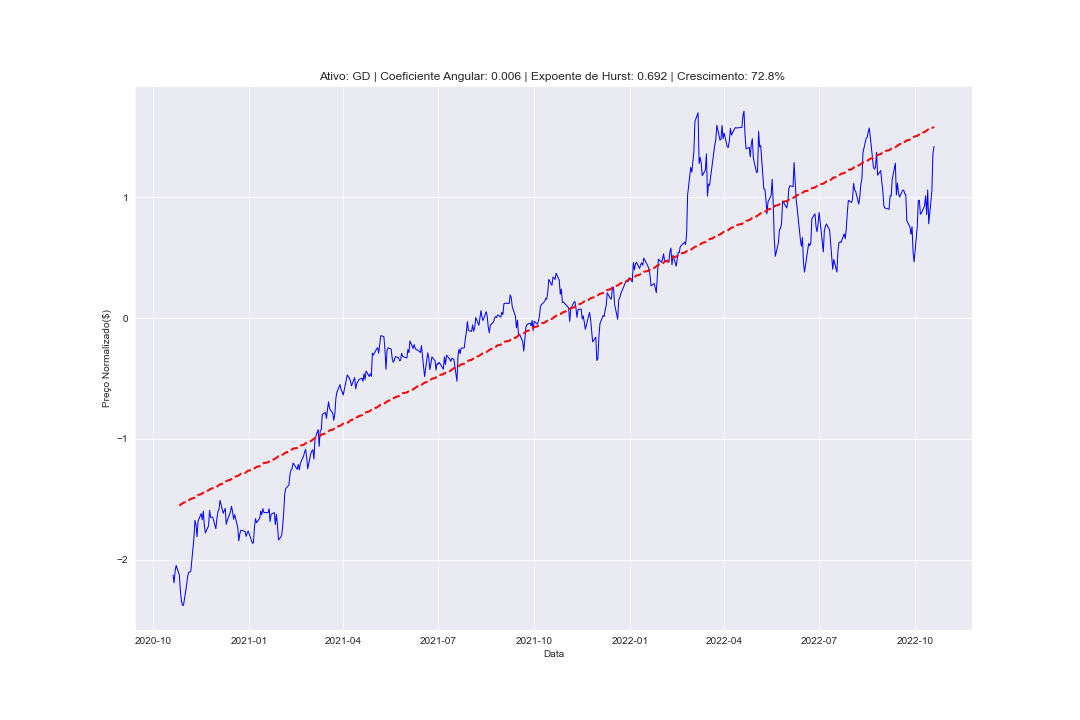 Ativo: GD | Coeficiente Angular: 0.006 | Expoente de Hurst: 0.692 | Crescimento: 72.8%
Preço Normalizado($)
1
0
−1
−2
2020-10 2021-01 2021-04 2021-07 2021-10 2022-01 2022-04 2022-07 2022-10
Data